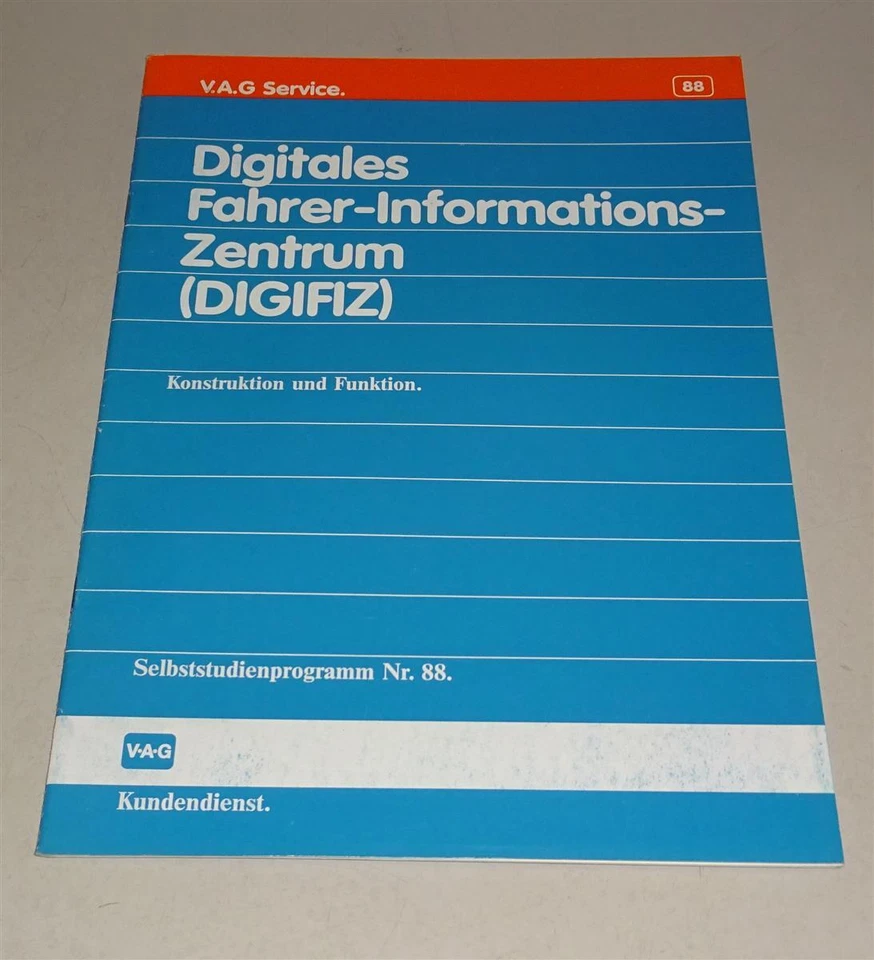 V.A.G Service.
88
Digitales
Fahrer-Informations-
Zentrum
(DIGIFIZ)
Konstruktion und Funktion.
Selbststudienprogramm Nr. 88.
V·A·G
Kundendienst.